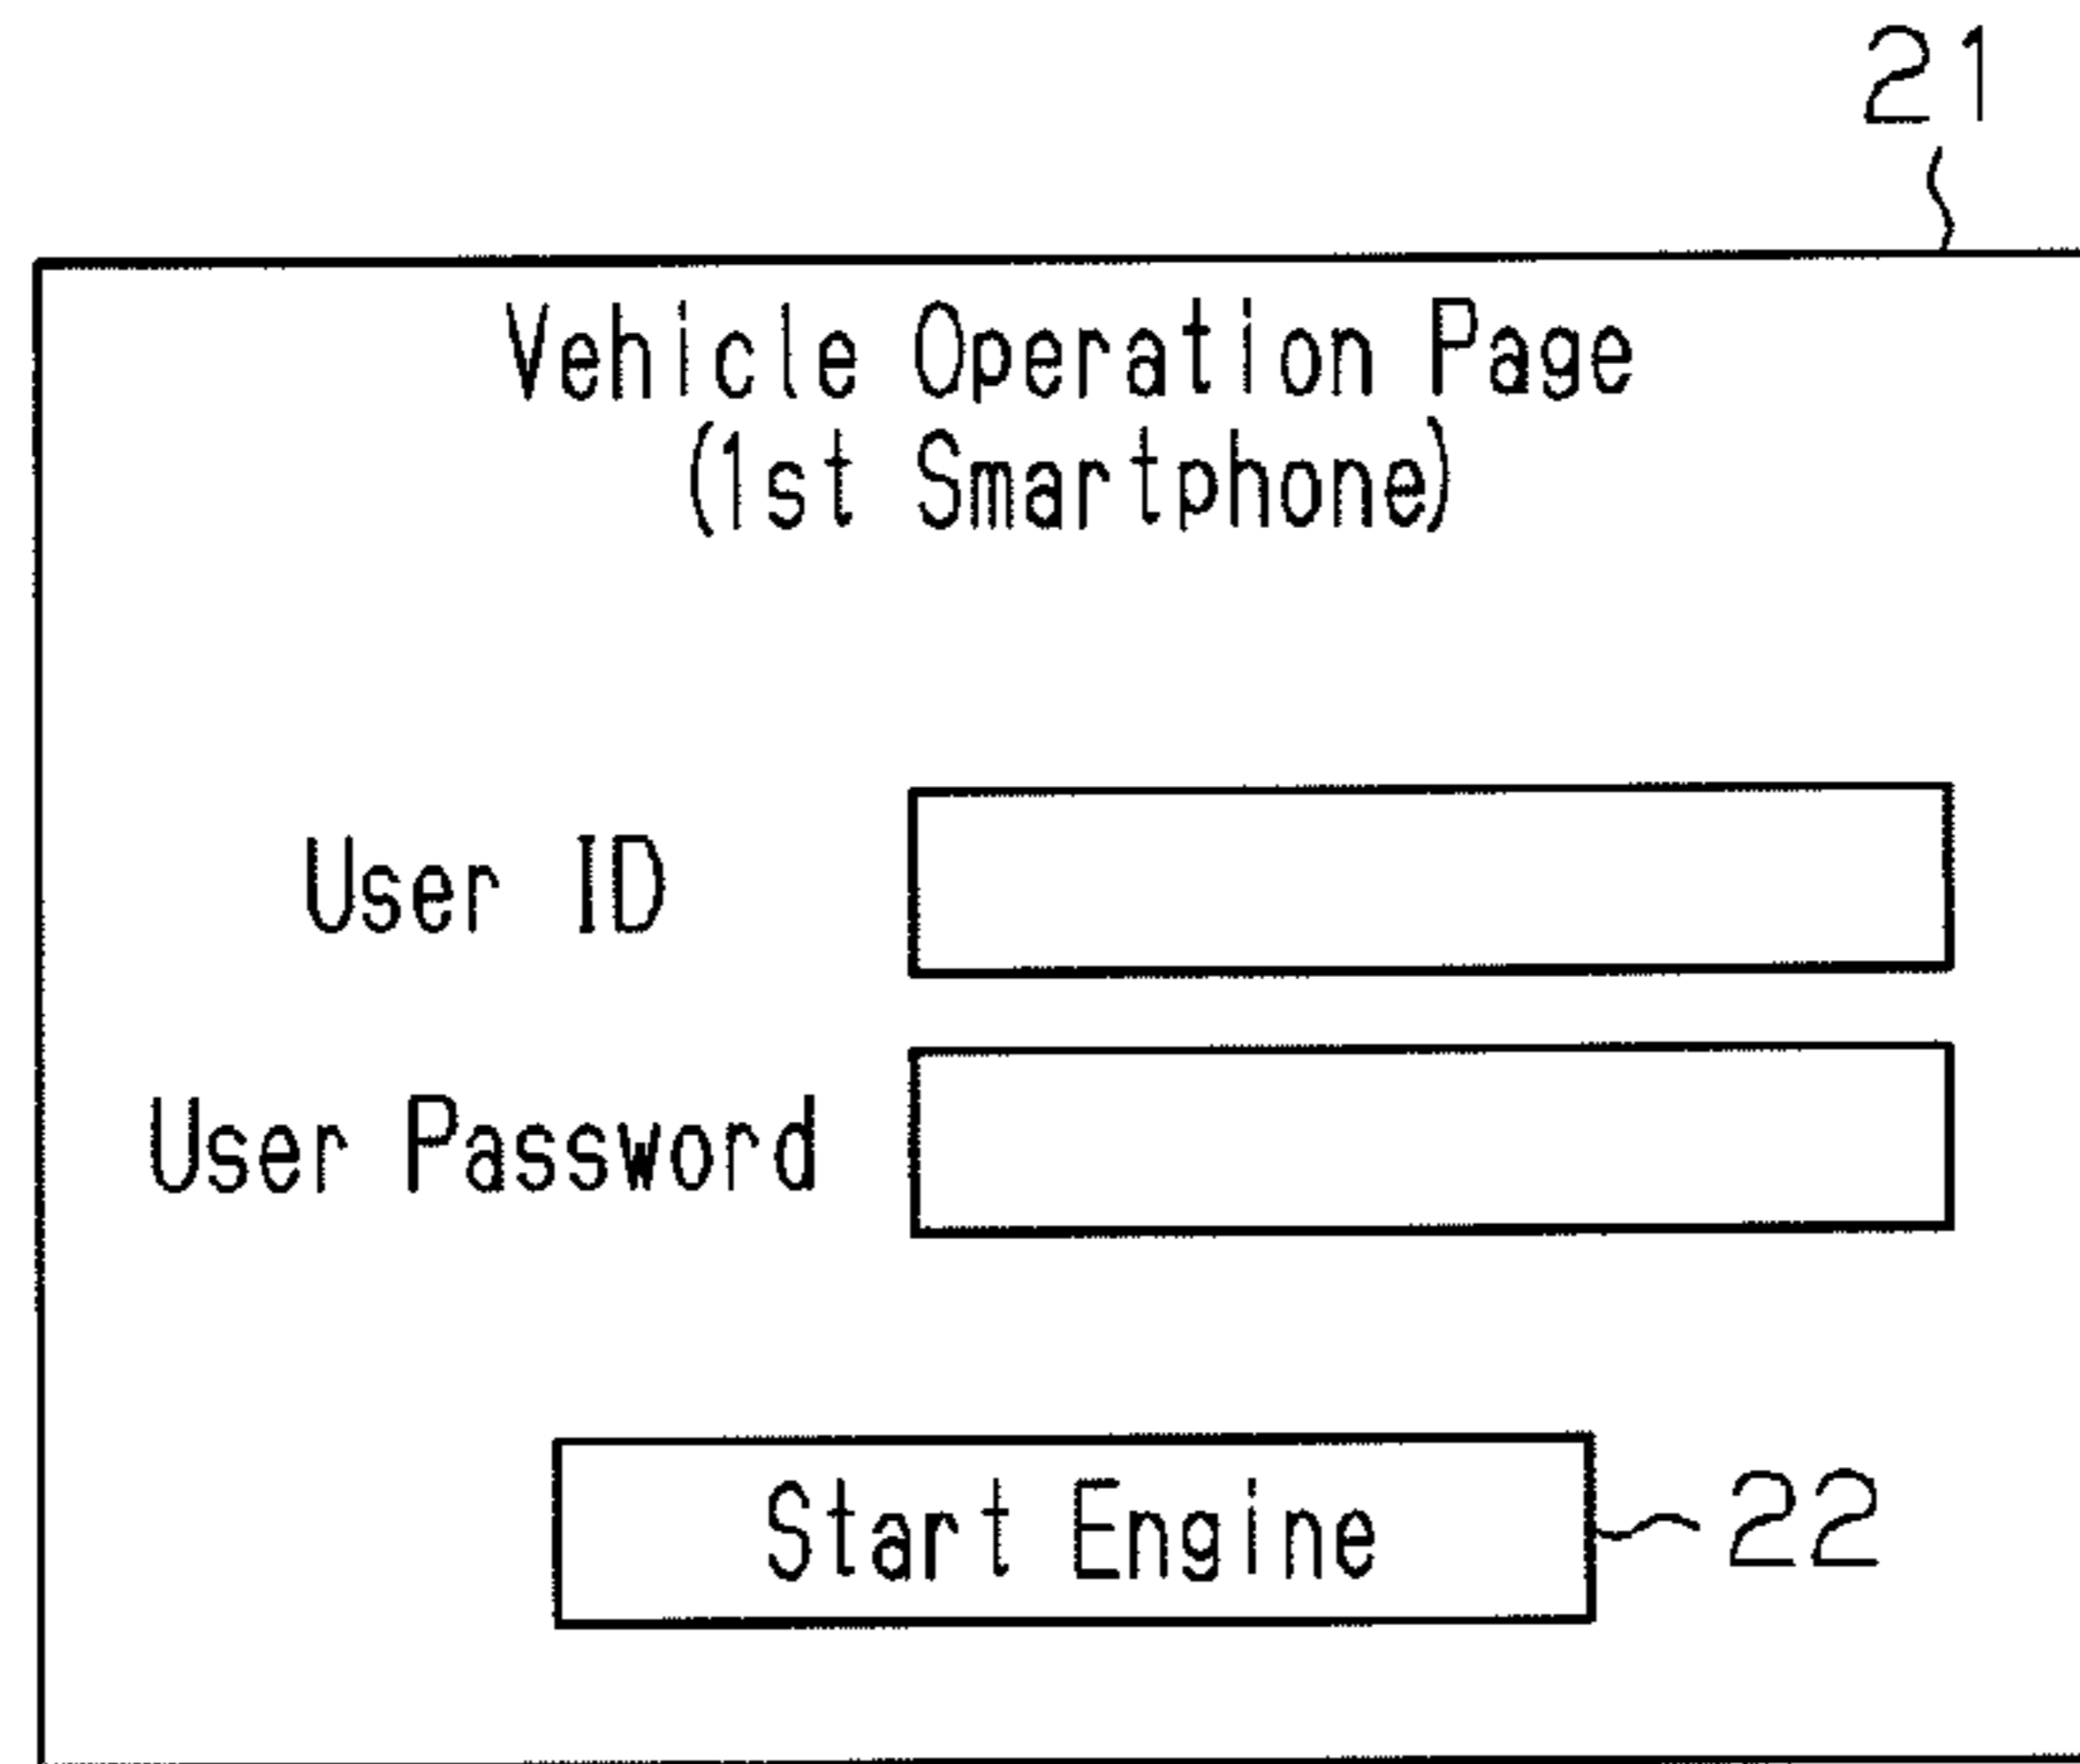 21
Vehicle Operation Page
(1st Smartphone)
User ID
User Password
Start Engine
22